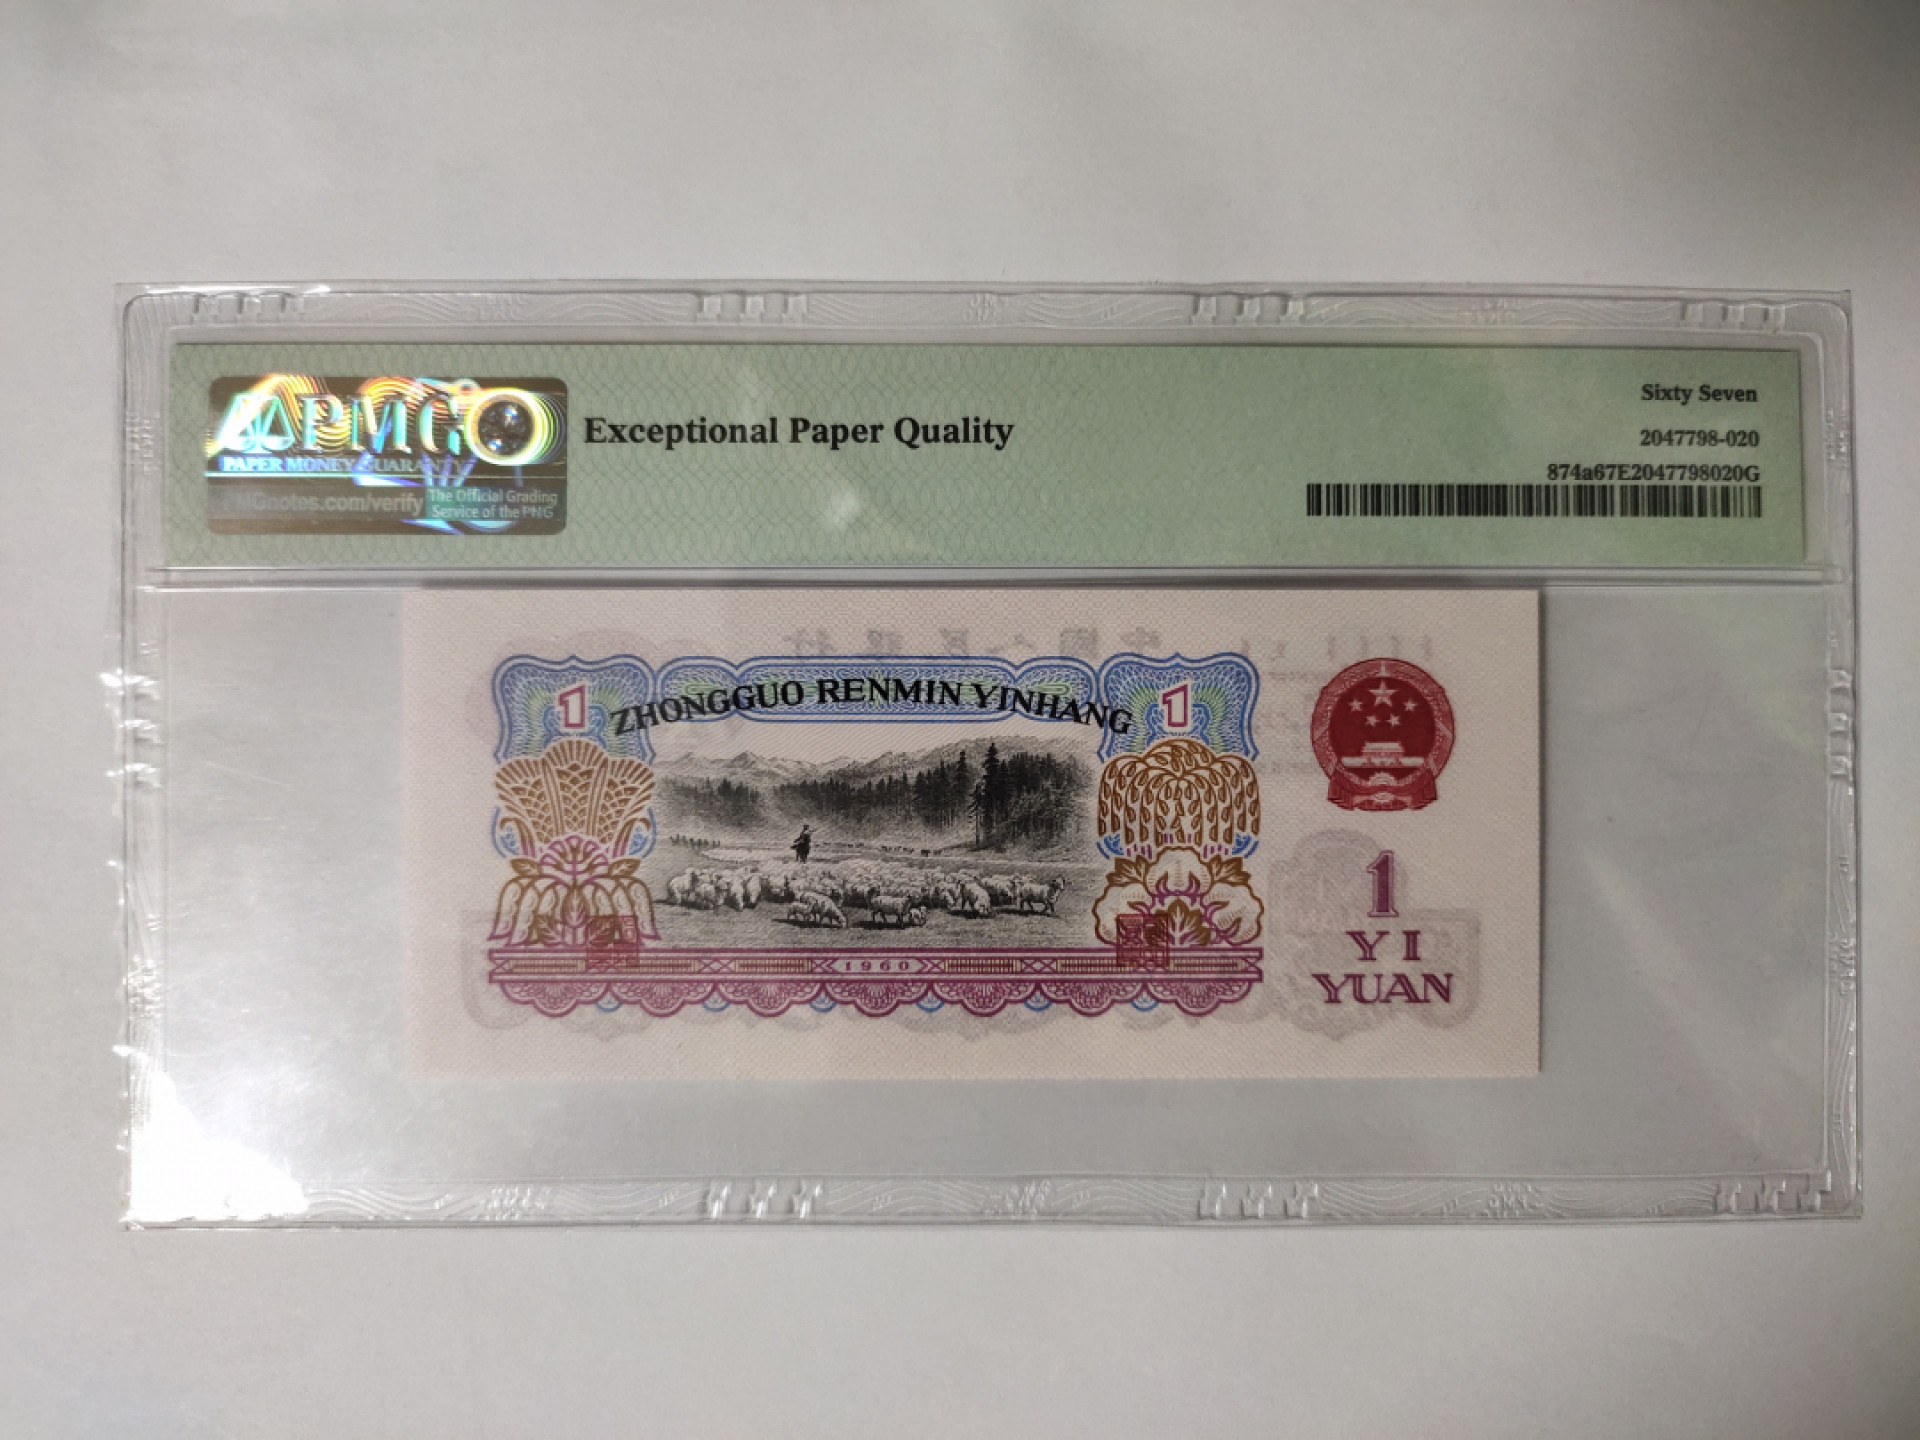 PMG
PAPER MONEY GUARANTY
PMGnotes.com/verify
The Official Grading
Service of the PNG
Exceptional Paper Quality
Sixty Seven
2047798-020
874a67E2047798020G
1
ZHONGGUO RENMIN YINHANG
1
1960
1
YI
YUAN